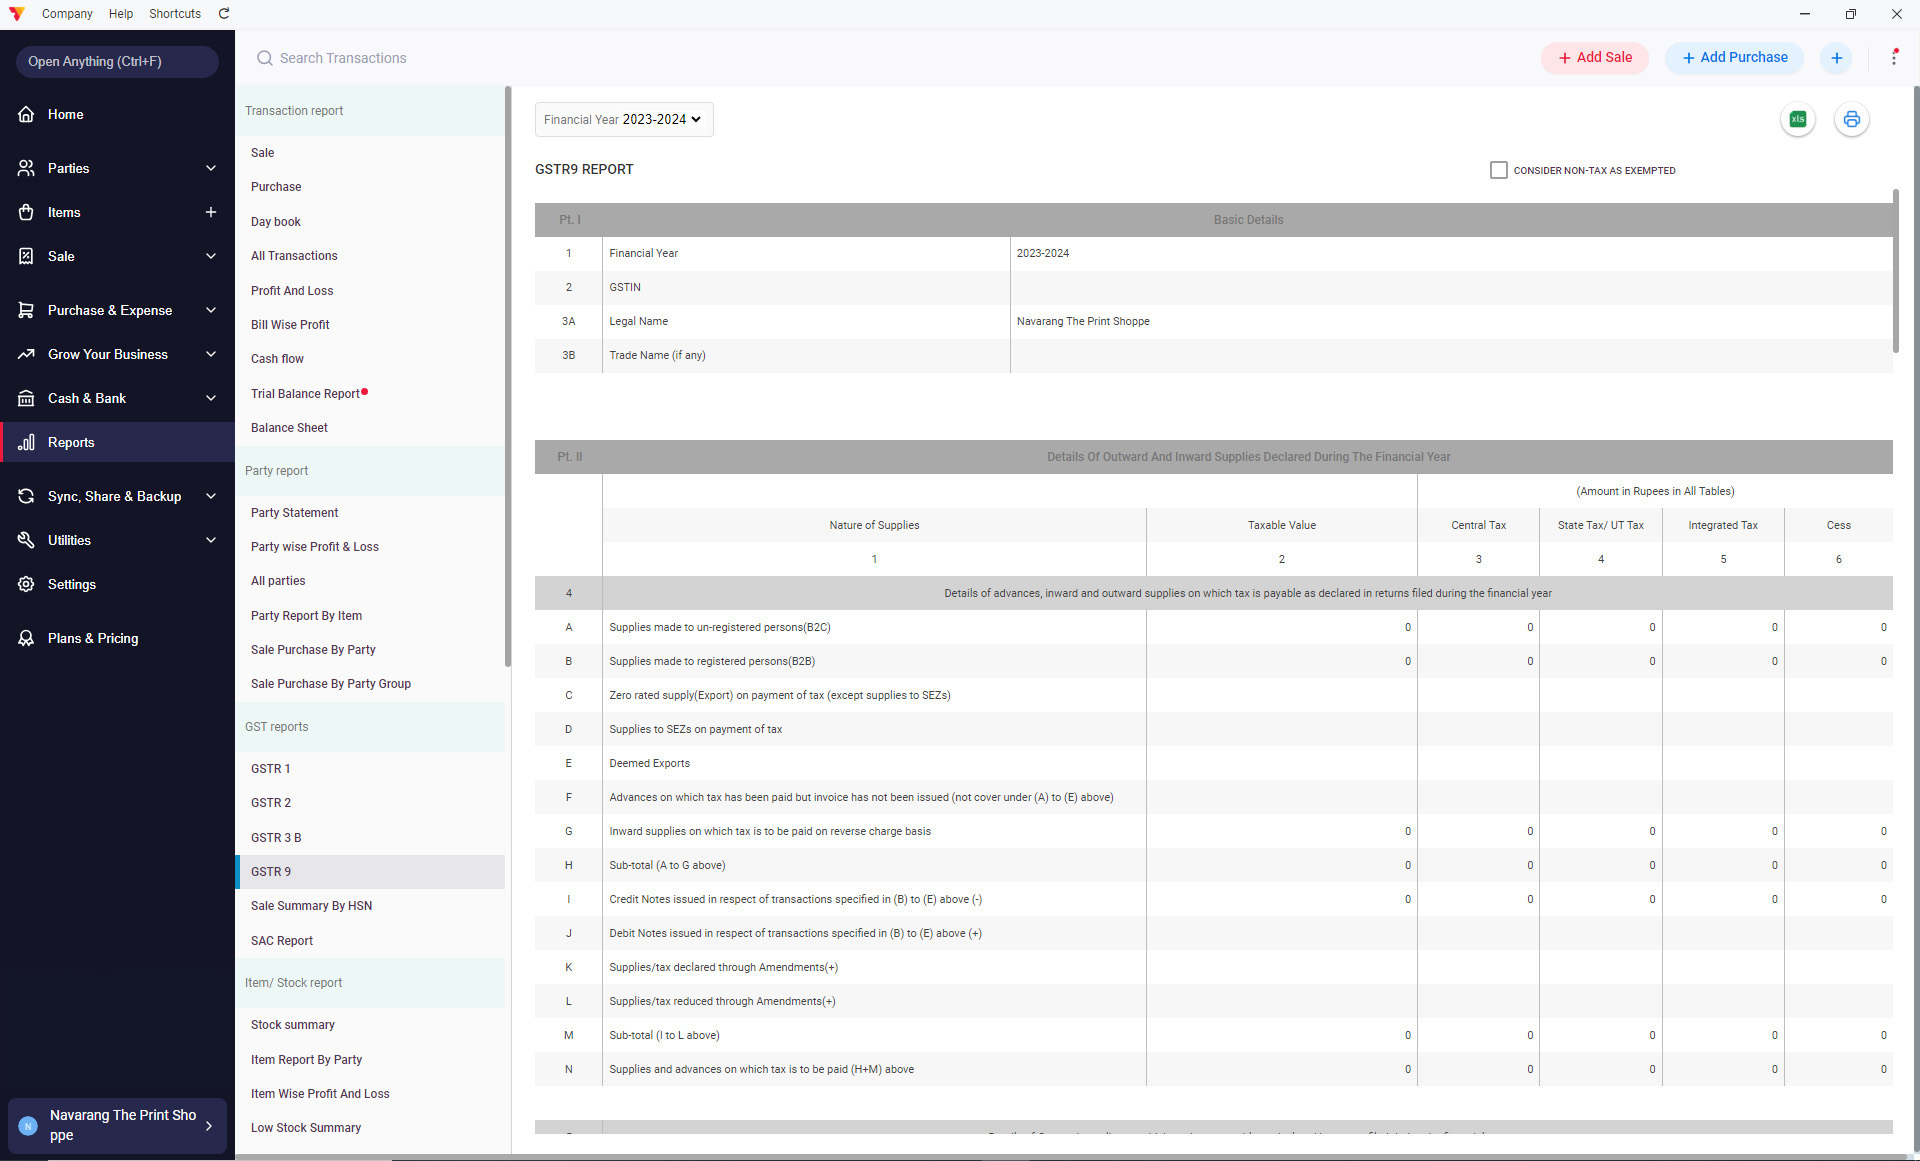 Company Help Shortcuts
Open Anything (Ctrl+F)
Home
Parties
Items
Sale
Purchase & Expense
Grow Your Business
Cash & Bank
Reports
Sync, Share & Backup
Utilities
Settings
Plans & Pricing
N
Navarang The Print Sho
ppe
Search Transactions
Add Sale
Add Purchase
Transaction report
Sale
Purchase
Day book
All Transactions
Profit And Loss
Bill Wise Profit
Cash flow
Trial Balance Report
Balance Sheet
Party report
Party Statement
Party wise Profit & Loss
All parties
Party Report By Item
Sale Purchase By Party
Sale Purchase By Party Group
GST reports
GSTR 1
GSTR 2
GSTR 3 B
GSTR 9
Sale Summary By HSN
SAC Report
Item/ Stock report
Stock summary
Item Report By Party
Item Wise Profit And Loss
Low Stock Summary
Financial Year 2023-2024
xls
GSTR9 REPORT
CONSIDER NON-TAX AS EXEMPTED
Pt. I Basic Details
1 Financial Year 2023-2024
2 GSTIN
3A Legal Name Navarang The Print Shoppe
3B Trade Name (if any)
Pt. II Details Of Outward And Inward Supplies Declared During The Financial Year
(Amount in Rupees in All Tables)
Nature of Supplies Taxable Value Central Tax State Tax/ UT Tax Integrated Tax Cess
1 2 3 4 5 6
4 Details of advances, inward and outward supplies on which tax is payable as declared in returns filed during the financial year
A Supplies made to un-registered persons(B2C) 0 0 0 0 0
B Supplies made to registered persons(B2B) 0 0 0 0 0
C Zero rated supply(Export) on payment of tax (except supplies to SEZs)
D Supplies to SEZs on payment of tax
E Deemed Exports
F Advances on which tax has been paid but invoice has not been issued (not cover under (A) to (E) above)
G Inward supplies on which tax is to be paid on reverse charge basis 0 0 0 0 0
H Sub-total (A to G above) 0 0 0 0 0
I Credit Notes issued in respect of transactions specified in (B) to (E) above (-) 0 0 0 0 0
J Debit Notes issued in respect of transactions specified in (B) to (E) above (+)
K Supplies/tax declared through Amendments(+)
L Supplies/tax reduced through Amendments(+)
M Sub-total (I to L above) 0 0 0 0 0
N Supplies and advances on which tax is to be paid (H+M) above 0 0 0 0 0